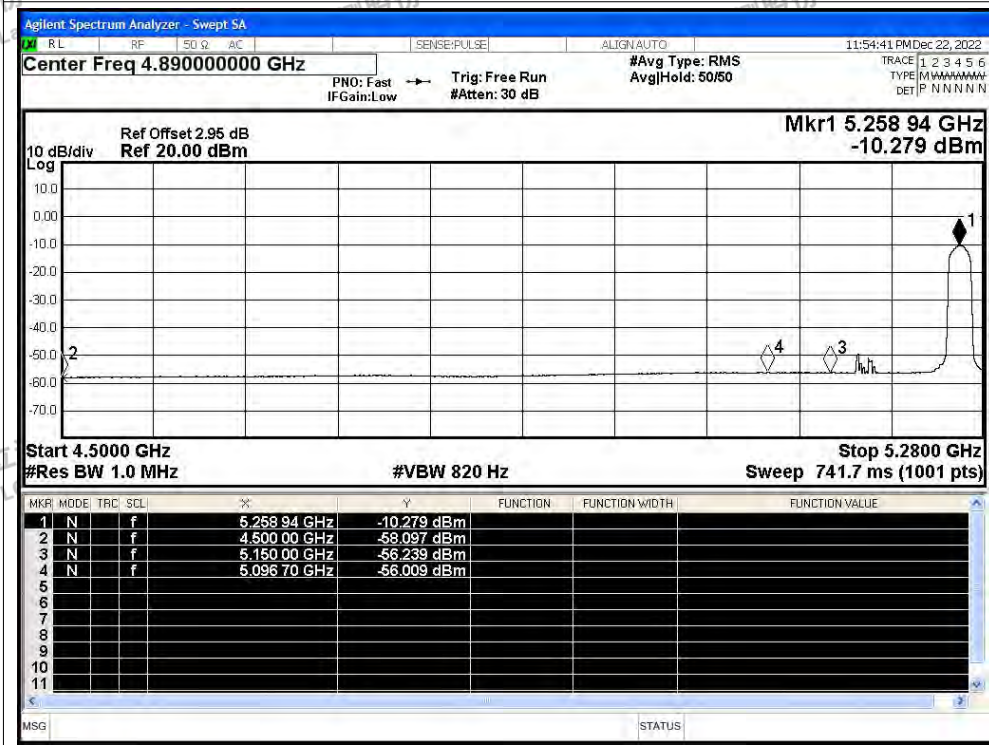 Agilent Spectrum Analyzer - Swept SA
LXI RL RF 50 Ω AC SENSE:PULSE ALIGN AUTO 11:54:41 PM Dec 22, 2022
Center Freq 4.890000000 GHz #Avg Type: RMS TRACE 1 2 3 4 5 6
PNO: Fast Trig: Free Run Avg|Hold: 50/50 TYPE M WWWWW
IFGain:Low #Atten: 30 dB DET P N N N N N
Mkr1 5.258 94 GHz
Ref Offset 2.95 dB
10 dB/div Ref 20.00 dBm -10.279 dBm
Log
10.0
0.00
1
-10.0
-20.0
-30.0
-40.0
-50.0 2 4 3
-60.0
-70.0
Start 4.5000 GHz Stop 5.2800 GHz
#Res BW 1.0 MHz #VBW 820 Hz Sweep 741.7 ms (1001 pts)
MKR MODE TRC SCL X Y FUNCTION FUNCTION WIDTH FUNCTION VALUE
1 N f 5.258 94 GHz -10.279 dBm
2 N f 4.500 00 GHz -58.097 dBm
3 N f 5.150 00 GHz -56.239 dBm
4 N f 5.096 70 GHz -56.009 dBm
5
6
7
8
9
10
11
MSG STATUS